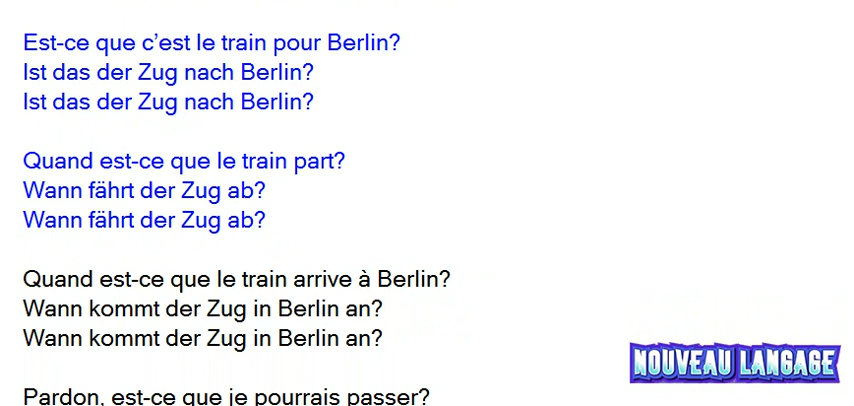 Est-ce que c’est le train pour Berlin?
Ist das der Zug nach Berlin?
Ist das der Zug nach Berlin?
Quand est-ce que le train part?
Wann fährt der Zug ab?
Wann fährt der Zug ab?
Quand est-ce que le train arrive à Berlin?
Wann kommt der Zug in Berlin an?
Wann kommt der Zug in Berlin an?
NOUVEAU LANGAGE
Pardon, est-ce que je pourrais passer?